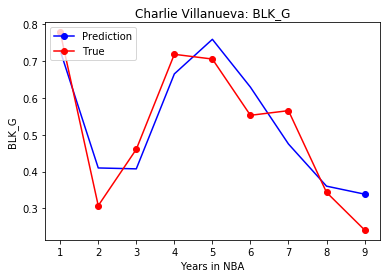 Charlie Villanueva: BLK_G
Prediction
True
0.8
0.7
0.6
0.5
0.4
0.3
BLK_G
1 2 3 4 5 6 7 8 9
Years in NBA